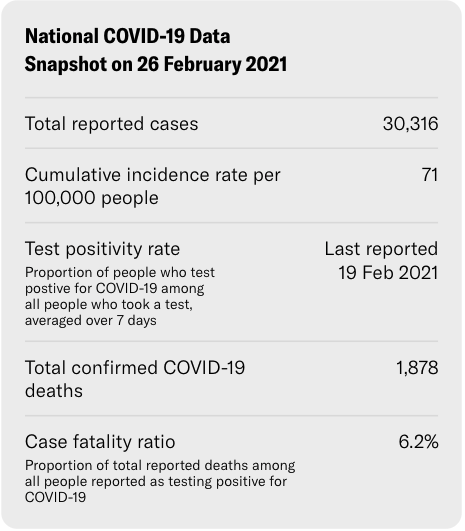 National COVID-19 Data
Snapshot on 26 February 2021
Total reported cases 30,316
Cumulative incidence rate per 71
100,000 people
Test positivity rate Last reported
19 Feb 2021
Proportion of people who test
postive for COVID-19 among
all people who took a test,
averaged over 7 days
Total confirmed COVID-19 1,878
deaths
Case fatality ratio 6.2%
Proportion of total reported deaths among
all people reported as testing positive for
COVID-19